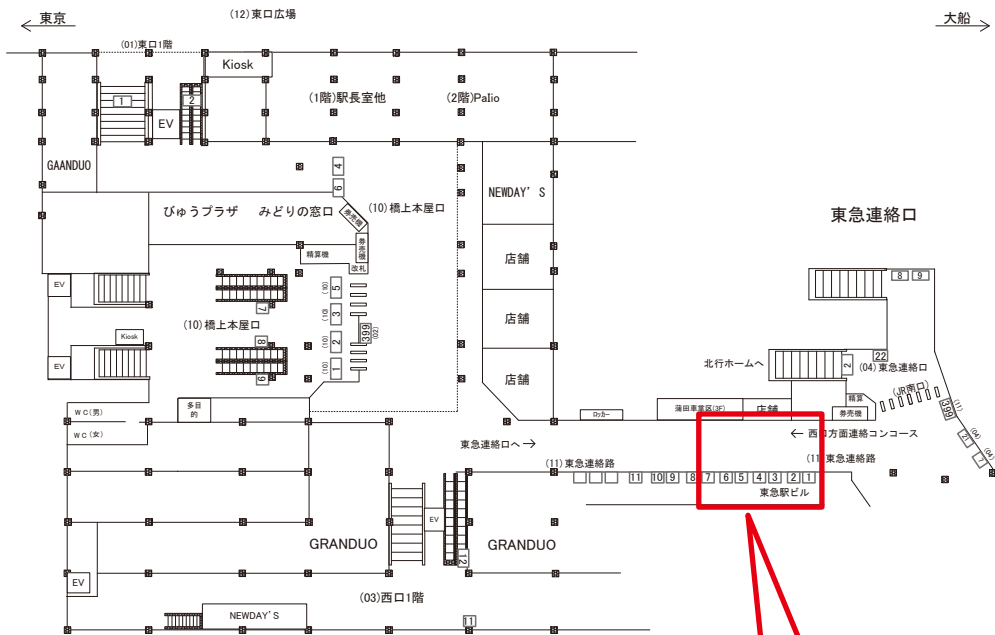 東京
(12)東口広場
大船
(01)東口1階
Kiosk
(1階)駅長室他
(2階)Palio
1
2
EV
GAANDUO
4
6
NEWDAY'S
びゅうプラザ
みどりの窓口
券売機
(10)橋上本屋口
東急連絡口
精算機
券売機
改札
店舗
EV
(10)
5
8
9
7
(10)橋上本屋口
(10)
3
店舗
Kiosk
399
(02)
8
(10)
2
北行ホームへ
2
22
(04)東急連絡口
EV
9
(10)
1
店舗
(JR南口)
多目的
ロッカー
蒲田車掌区(3F)
店舗
精算
券売機
399
(11)
WC(男)
WC(女)
東急連絡口へ
西口方面連絡コンコース
21
(04)
7
(04)
(11)東急連絡路
(11)東急連絡路
11
10
9
8
7
6
5
4
3
2
1
東急駅ビル
EV
GRANDUO
GRANDUO
12
EV
(03)西口1階
NEWDAY'S
11